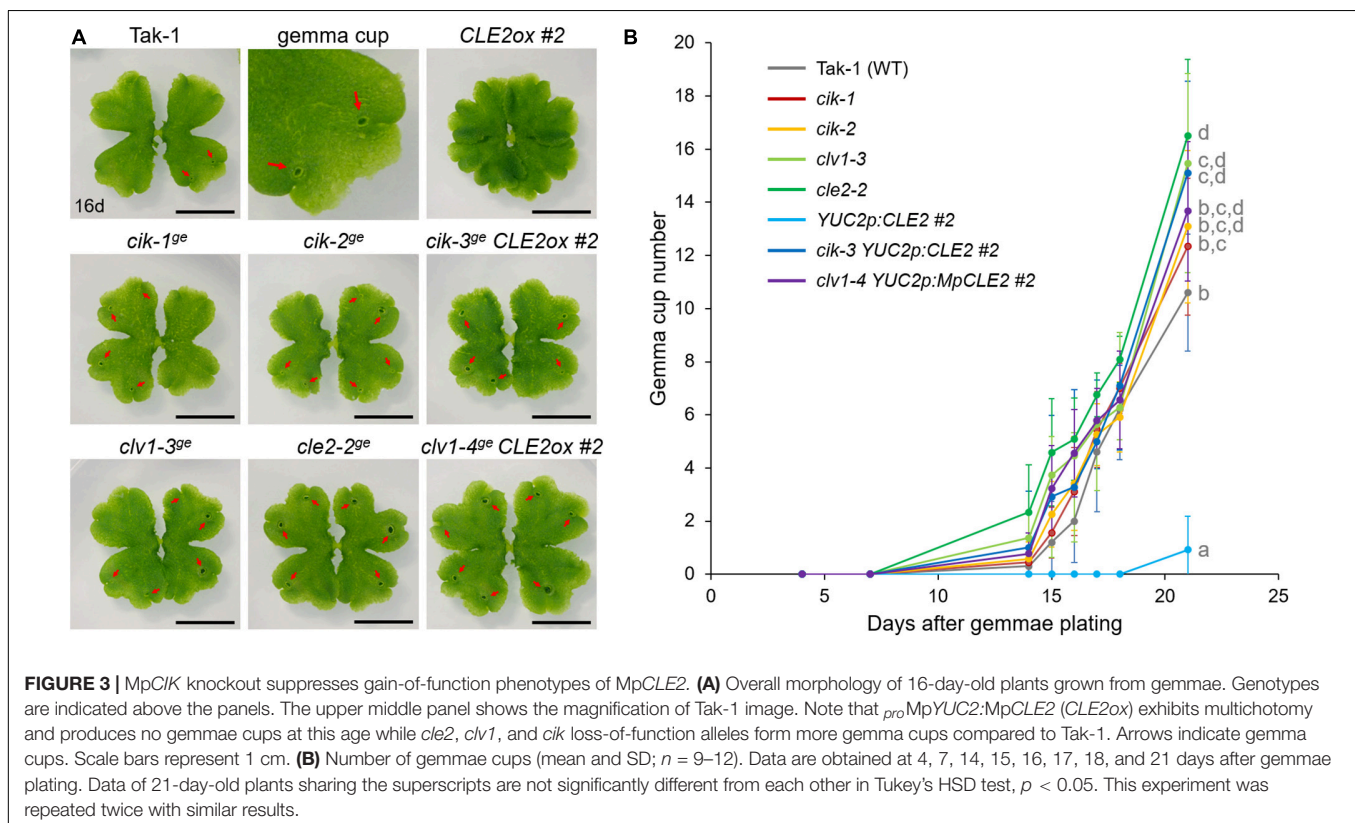 A
Tak-1
gemma cup
CLE2ox #2
16d
cik-1ge
cik-2ge
cik-3ge CLE2ox #2
clv1-3ge
cle2-2ge
clv1-4ge CLE2ox #2
B
Gemma cup number
20
18
16
14
12
10
8
6
4
2
0
Tak-1 (WT)
cik-1
cik-2
clv1-3
cle2-2
YUC2p:CLE2 #2
cik-3 YUC2p:CLE2 #2
clv1-4 YUC2p:MpCLE2 #2
d
c,d
c,d
b,c,d
b,c,d
b,c
b
a
0 5 10 15 20 25
Days after gemmae plating
FIGURE 3 | MpCIK knockout suppresses gain-of-function phenotypes of MpCLE2. (A) Overall morphology of 16-day-old plants grown from gemmae. Genotypes
are indicated above the panels. The upper middle panel shows the magnification of Tak-1 image. Note that proMpYUC2:MpCLE2 (CLE2ox) exhibits multichotomy
and produces no gemmae cups at this age while cle2, clv1, and cik loss-of-function alleles form more gemma cups compared to Tak-1. Arrows indicate gemma
cups. Scale bars represent 1 cm. (B) Number of gemmae cups (mean and SD; n = 9–12). Data are obtained at 4, 7, 14, 15, 16, 17, 18, and 21 days after gemmae
plating. Data of 21-day-old plants sharing the superscripts are not significantly different from each other in Tukey's HSD test, p < 0.05. This experiment was
repeated twice with similar results.